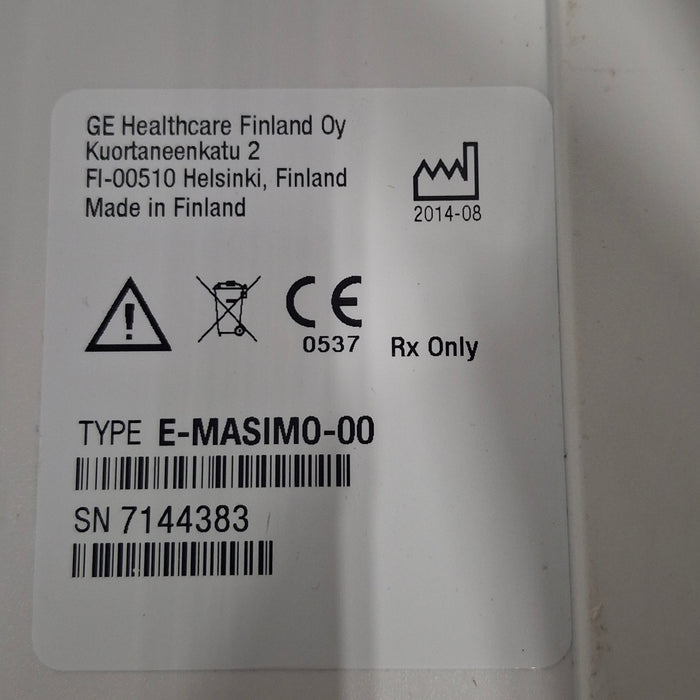 GE Healthcare Finland Oy
Kuortaneenkatu 2
FI-00510 Helsinki, Finland
Made in Finland
2014-08
CE
0537
Rx Only
TYPE E-MASIMO-00
SN 7144383